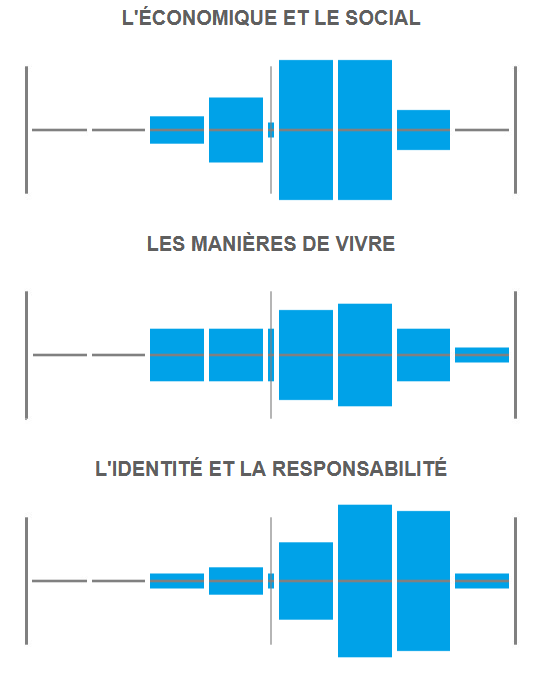 L'ÉCONOMIQUE ET LE SOCIAL
LES MANIÈRES DE VIVRE
L'IDENTITÉ ET LA RESPONSABILITÉ